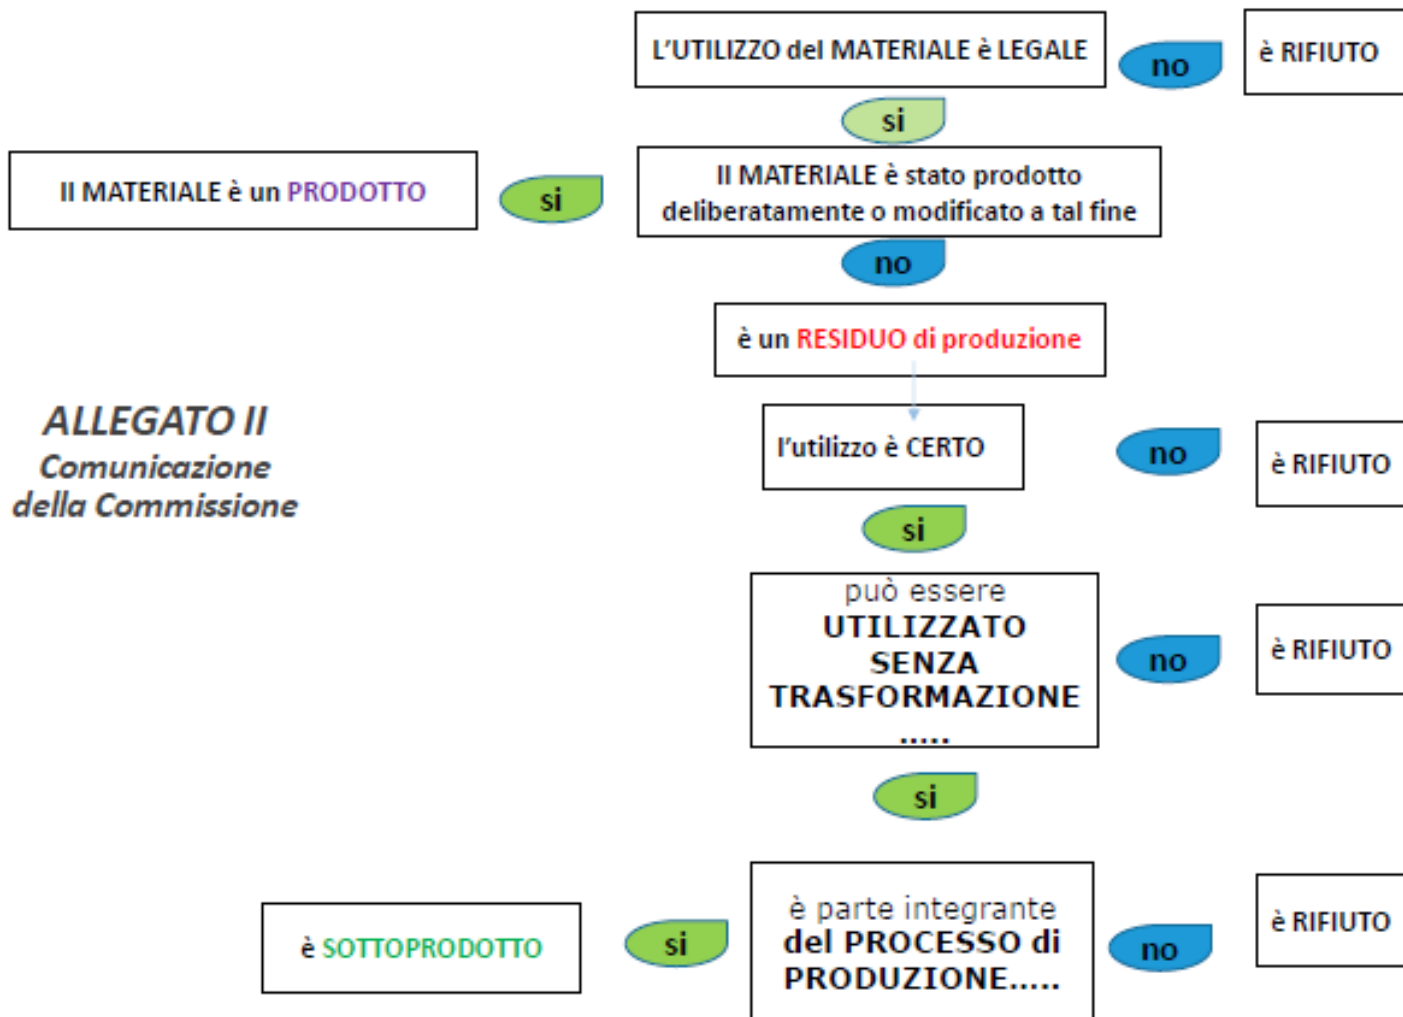 L'UTILIZZO del MATERIALE è LEGALE
no
è RIFIUTO
si
Il MATERIALE è un PRODOTTO
si
Il MATERIALE è stato prodotto
deliberatamente o modificato a tal fine
no
è un RESIDUO di produzione
ALLEGATO II
Comunicazione
della Commissione
l'utilizzo è CERTO
no
è RIFIUTO
si
può essere
UTILIZZATO
SENZA
TRASFORMAZIONE
.....
no
è RIFIUTO
si
è SOTTOPRODOTTO
si
è parte integrante
del PROCESSO di
PRODUZIONE.....
no
è RIFIUTO